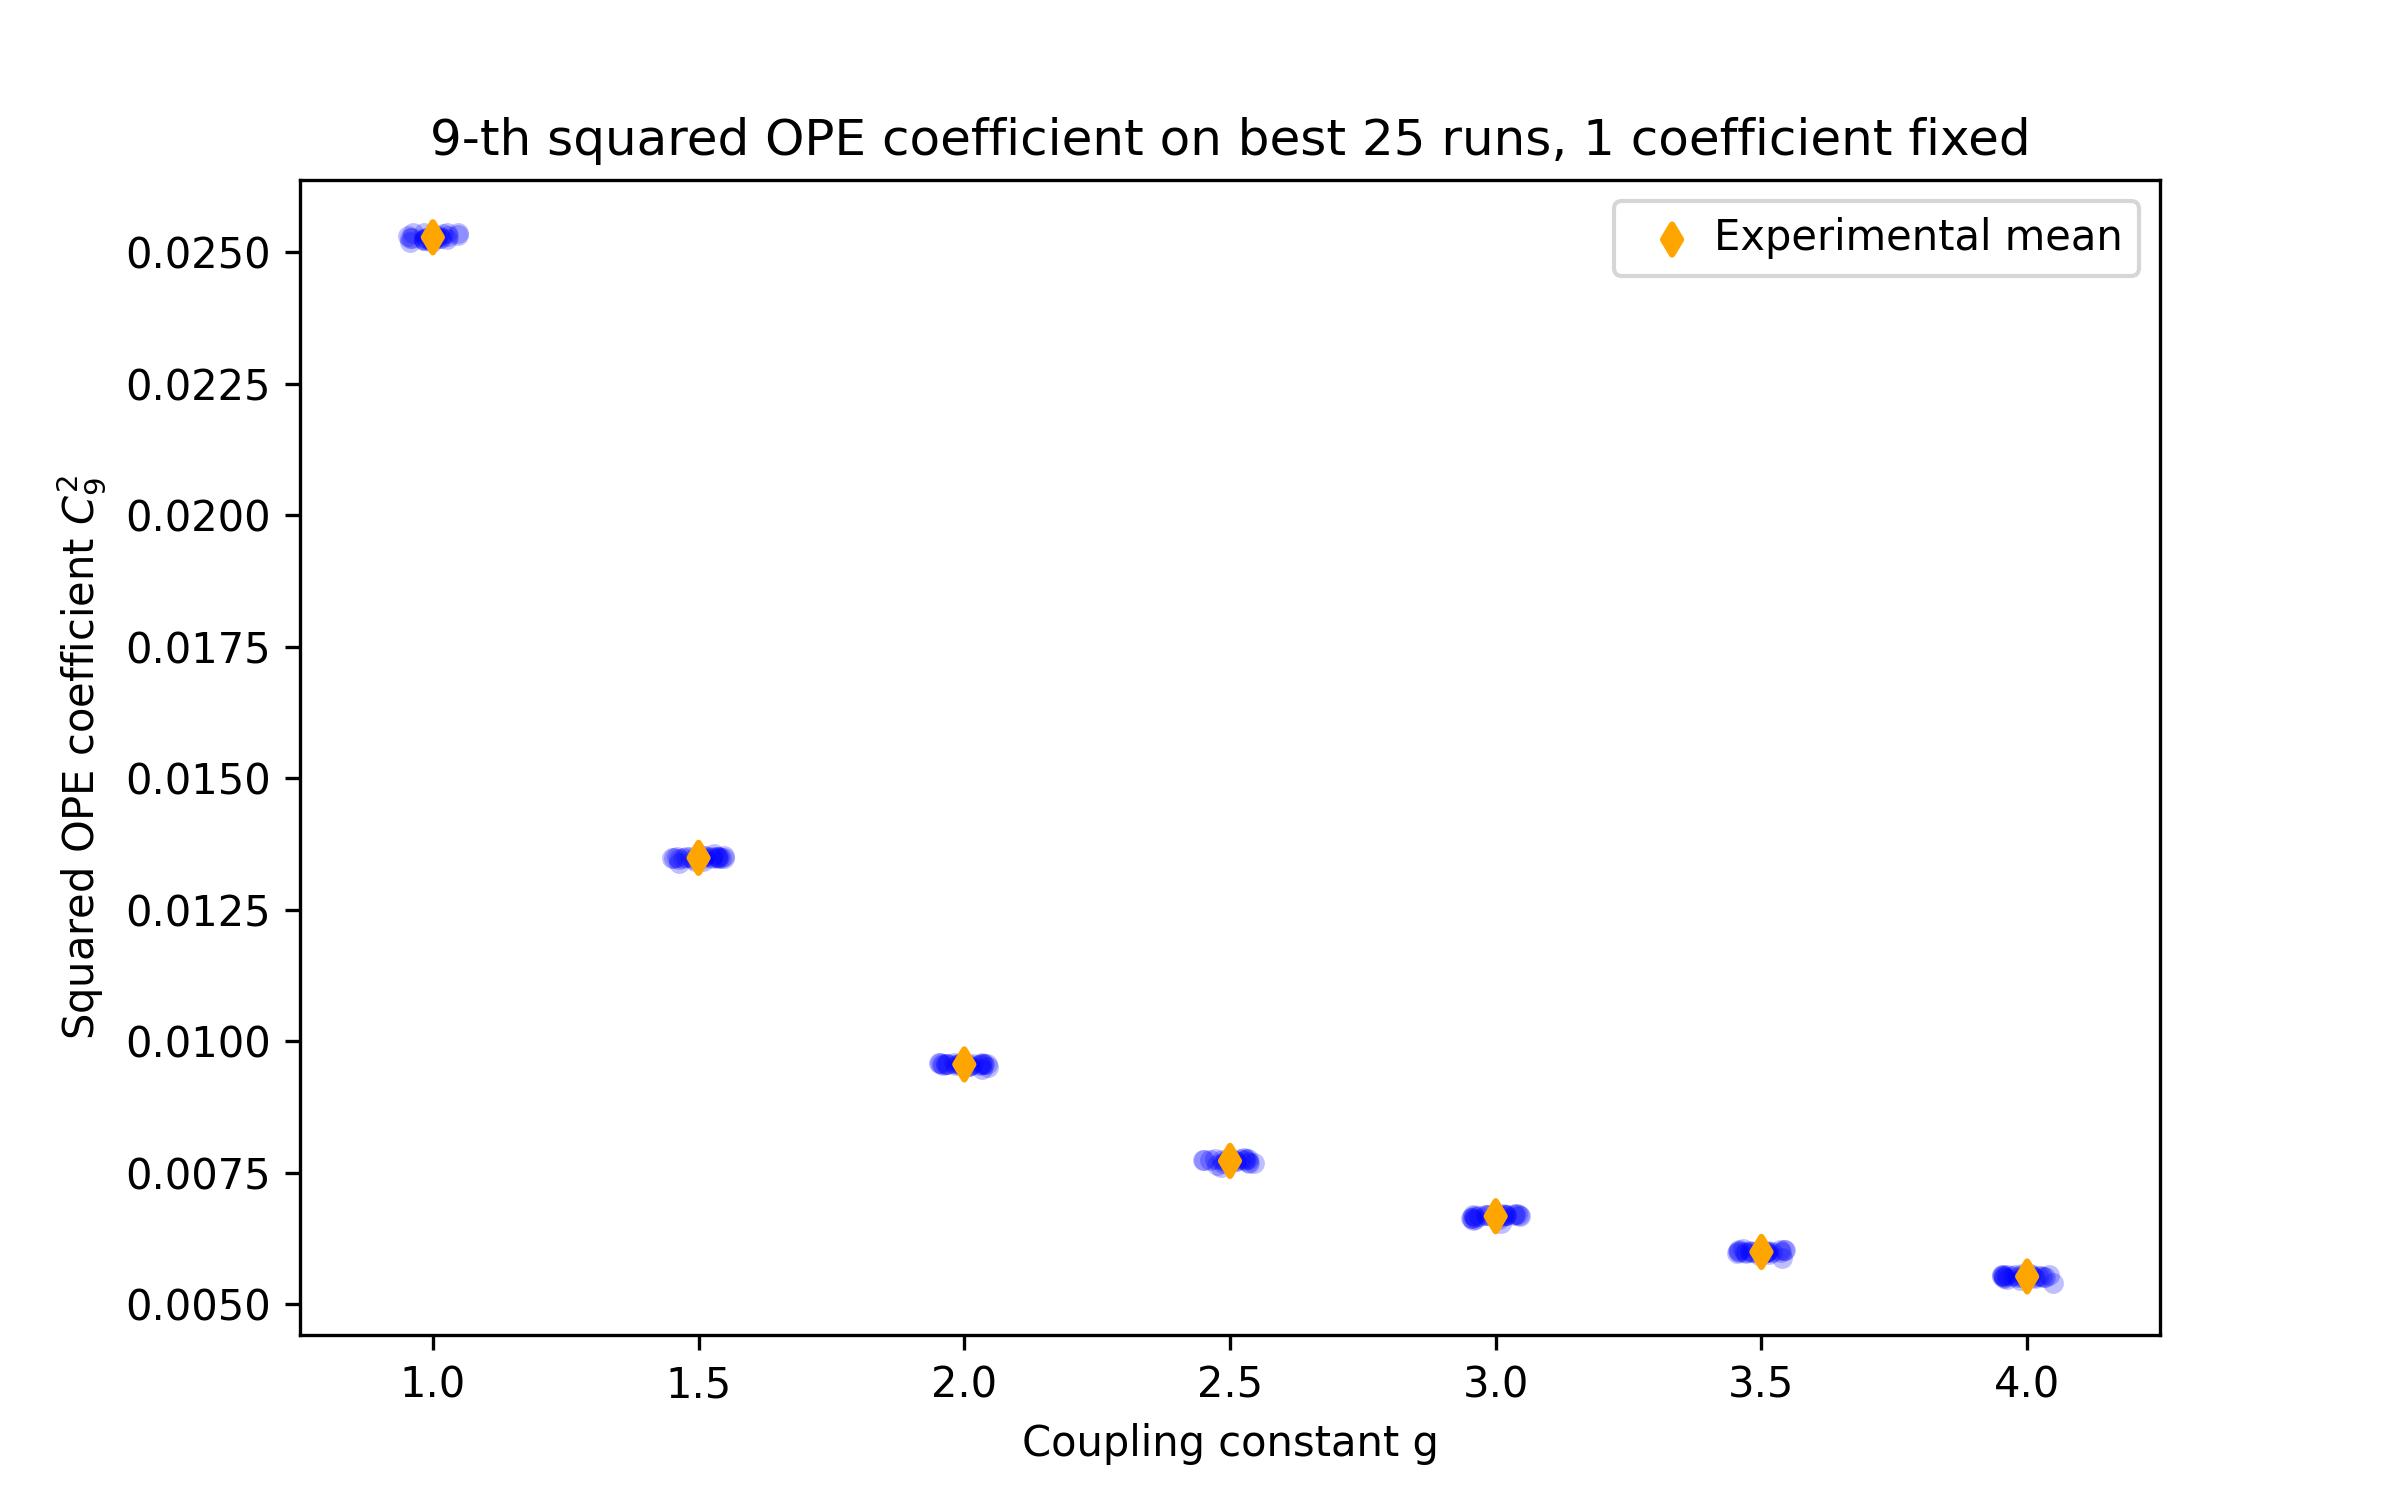 9-th squared OPE coefficient on best 25 runs, 1 coefficient fixed
Experimental mean
Squared OPE coefficient $C_9^2$
0.0250
0.0225
0.0200
0.0175
0.0150
0.0125
0.0100
0.0075
0.0050
1.0 1.5 2.0 2.5 3.0 3.5 4.0
Coupling constant g